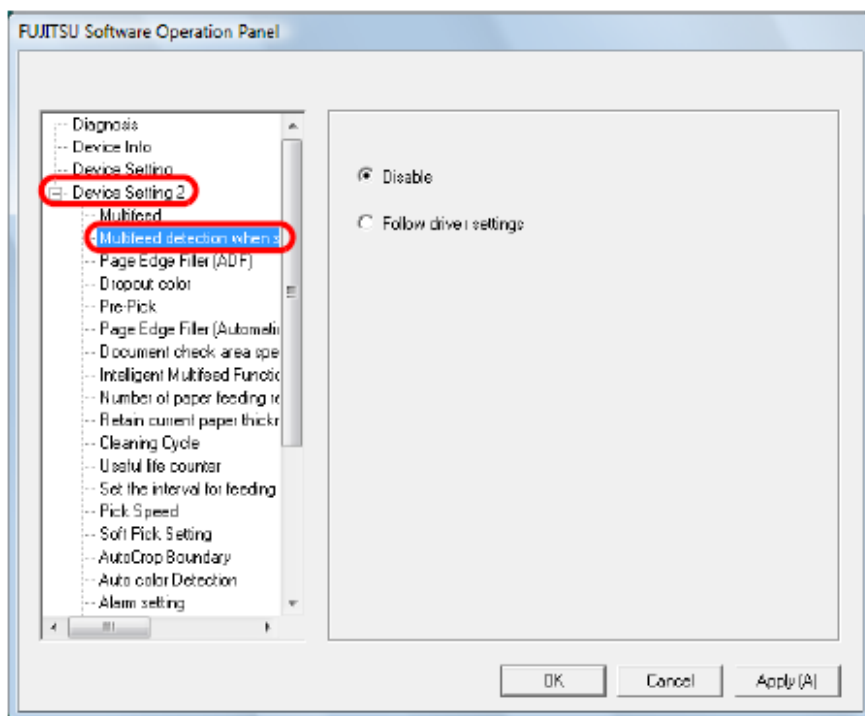 FUJITSU Software Operation Panel
Diagnosis
Device Info
Device Setting
Device Setting 2
Multifeed
Multifeed detection when s
Page Edge Filler (ADF)
Dropout color
Pre-Pick
Page Edge Filler (Automatic
Document check area spe
Intelligent Multifeed Functio
Number of paper feeding re
Retain current paper thickn
Cleaning Cycle
Useful life counter
Set the interval for feeding
Pick Speed
Soft Pick Setting
AutoCrop Boundary
Auto color Detection
Alarm setting
Disable
Follow driver settings
OK
Cancel
Apply (A)